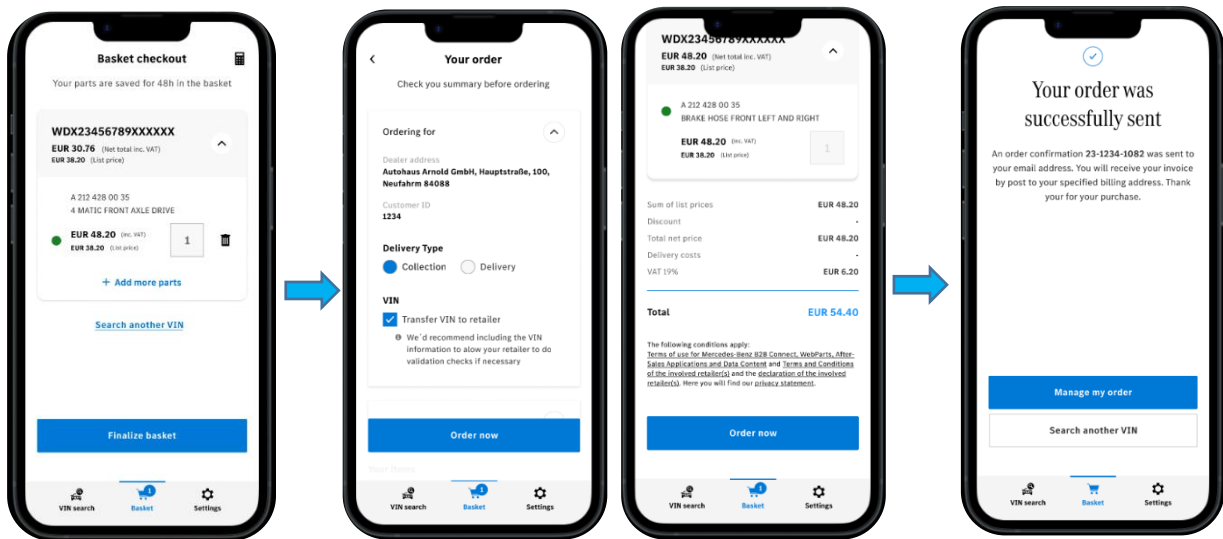 Basket checkout
Your parts are saved for 48h in the basket
WDX23456789XXXXXX
EUR 30.76 (Net total inc. VAT)
EUR 38.20 (List price)
A 212 428 00 35
4 MATIC FRONT AXLE DRIVE
EUR 48.20 (inc. VAT)
EUR 38.20 (List price)
1
+ Add more parts
Search another VIN
Finalize basket
VIN search
1
Basket
Settings
Your order
Check you summary before ordering
Ordering for
Dealer address
Autohaus Arnold GmbH, Hauptstraße, 100,
Neufahrm 84088
Customer ID
1234
Delivery Type
Collection
Delivery
VIN
Transfer VIN to retailer
We´d recommend including the VIN
information to alow your retailer to do
validation checks if necessary
Order now
Your Name
VIN search
1
Basket
Settings
WDX23456789XXXXXX
EUR 48.20 (Net total inc. VAT)
EUR 38.20 (List price)
A 212 428 00 35
BRAKE HOSE FRONT LEFT AND RIGHT
EUR 48.20 (inc. VAT)
EUR 38.20 (List price)
1
Sum of list prices EUR 48.20
Discount -
Total net price EUR 48.20
Delivery costs -
VAT 19% EUR 6.20
Total EUR 54.40
The following conditions apply:
Terms of use for Mercedes-Benz B2B Connect, WebParts, After-
Sales Applications and Data Content and Terms and Conditions
of the involved retailer(s) and the declaration of the involved
retailer(s). Here you will find our privacy statement.
Order now
VIN search
1
Basket
Settings
Your order was
successfully sent
An order confirmation 23-1234-1082 was sent to
your email address. You will receive your invoice
by post to your specified billing address. Thank
your for your purchase.
Manage my order
Search another VIN
VIN search
Basket
Settings